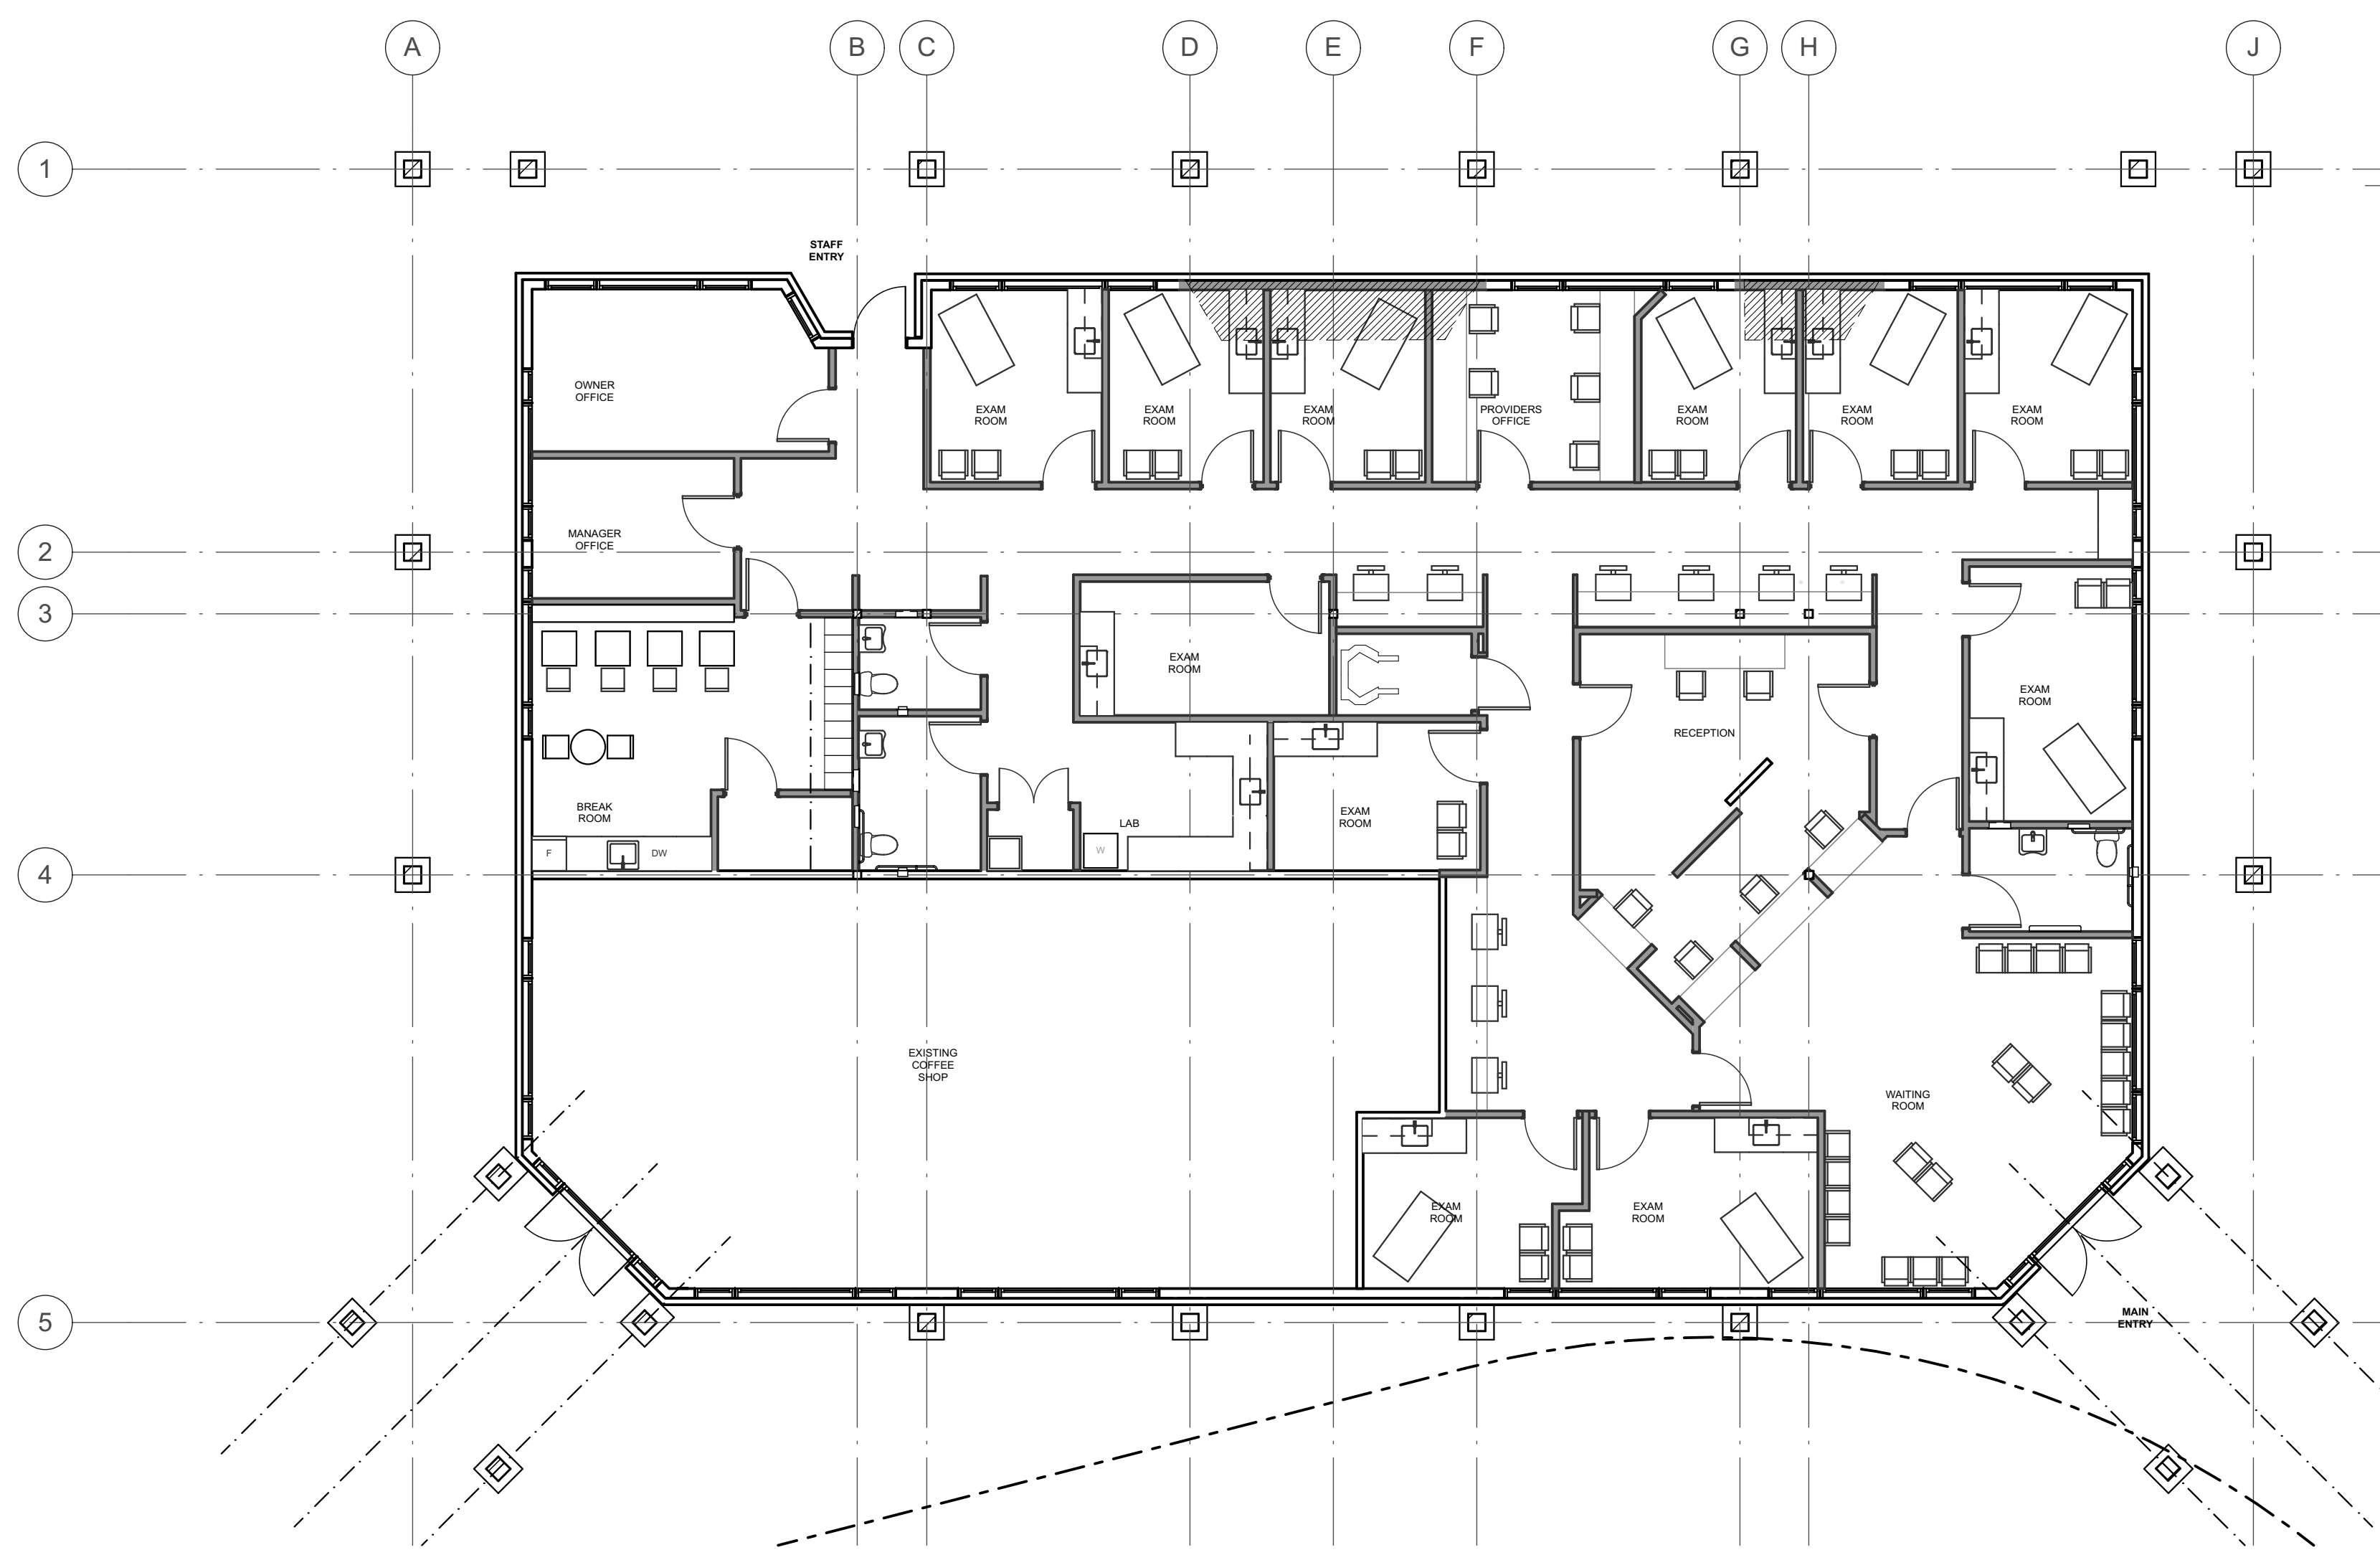 A
B
C
D
E
F
G
H
J
1
STAFF
ENTRY
OWNER
OFFICE
EXAM
ROOM
EXAM
ROOM
EXAM
ROOM
PROVIDERS
OFFICE
EXAM
ROOM
EXAM
ROOM
EXAM
ROOM
MANAGER
OFFICE
2
3
EXAM
ROOM
EXAM
ROOM
RECEPTION
BREAK
ROOM
LAB
EXAM
ROOM
F
DW
W
4
EXISTING
COFFEE
SHOP
WAITING
ROOM
EXAM
ROOM
EXAM
ROOM
MAIN
ENTRY
5